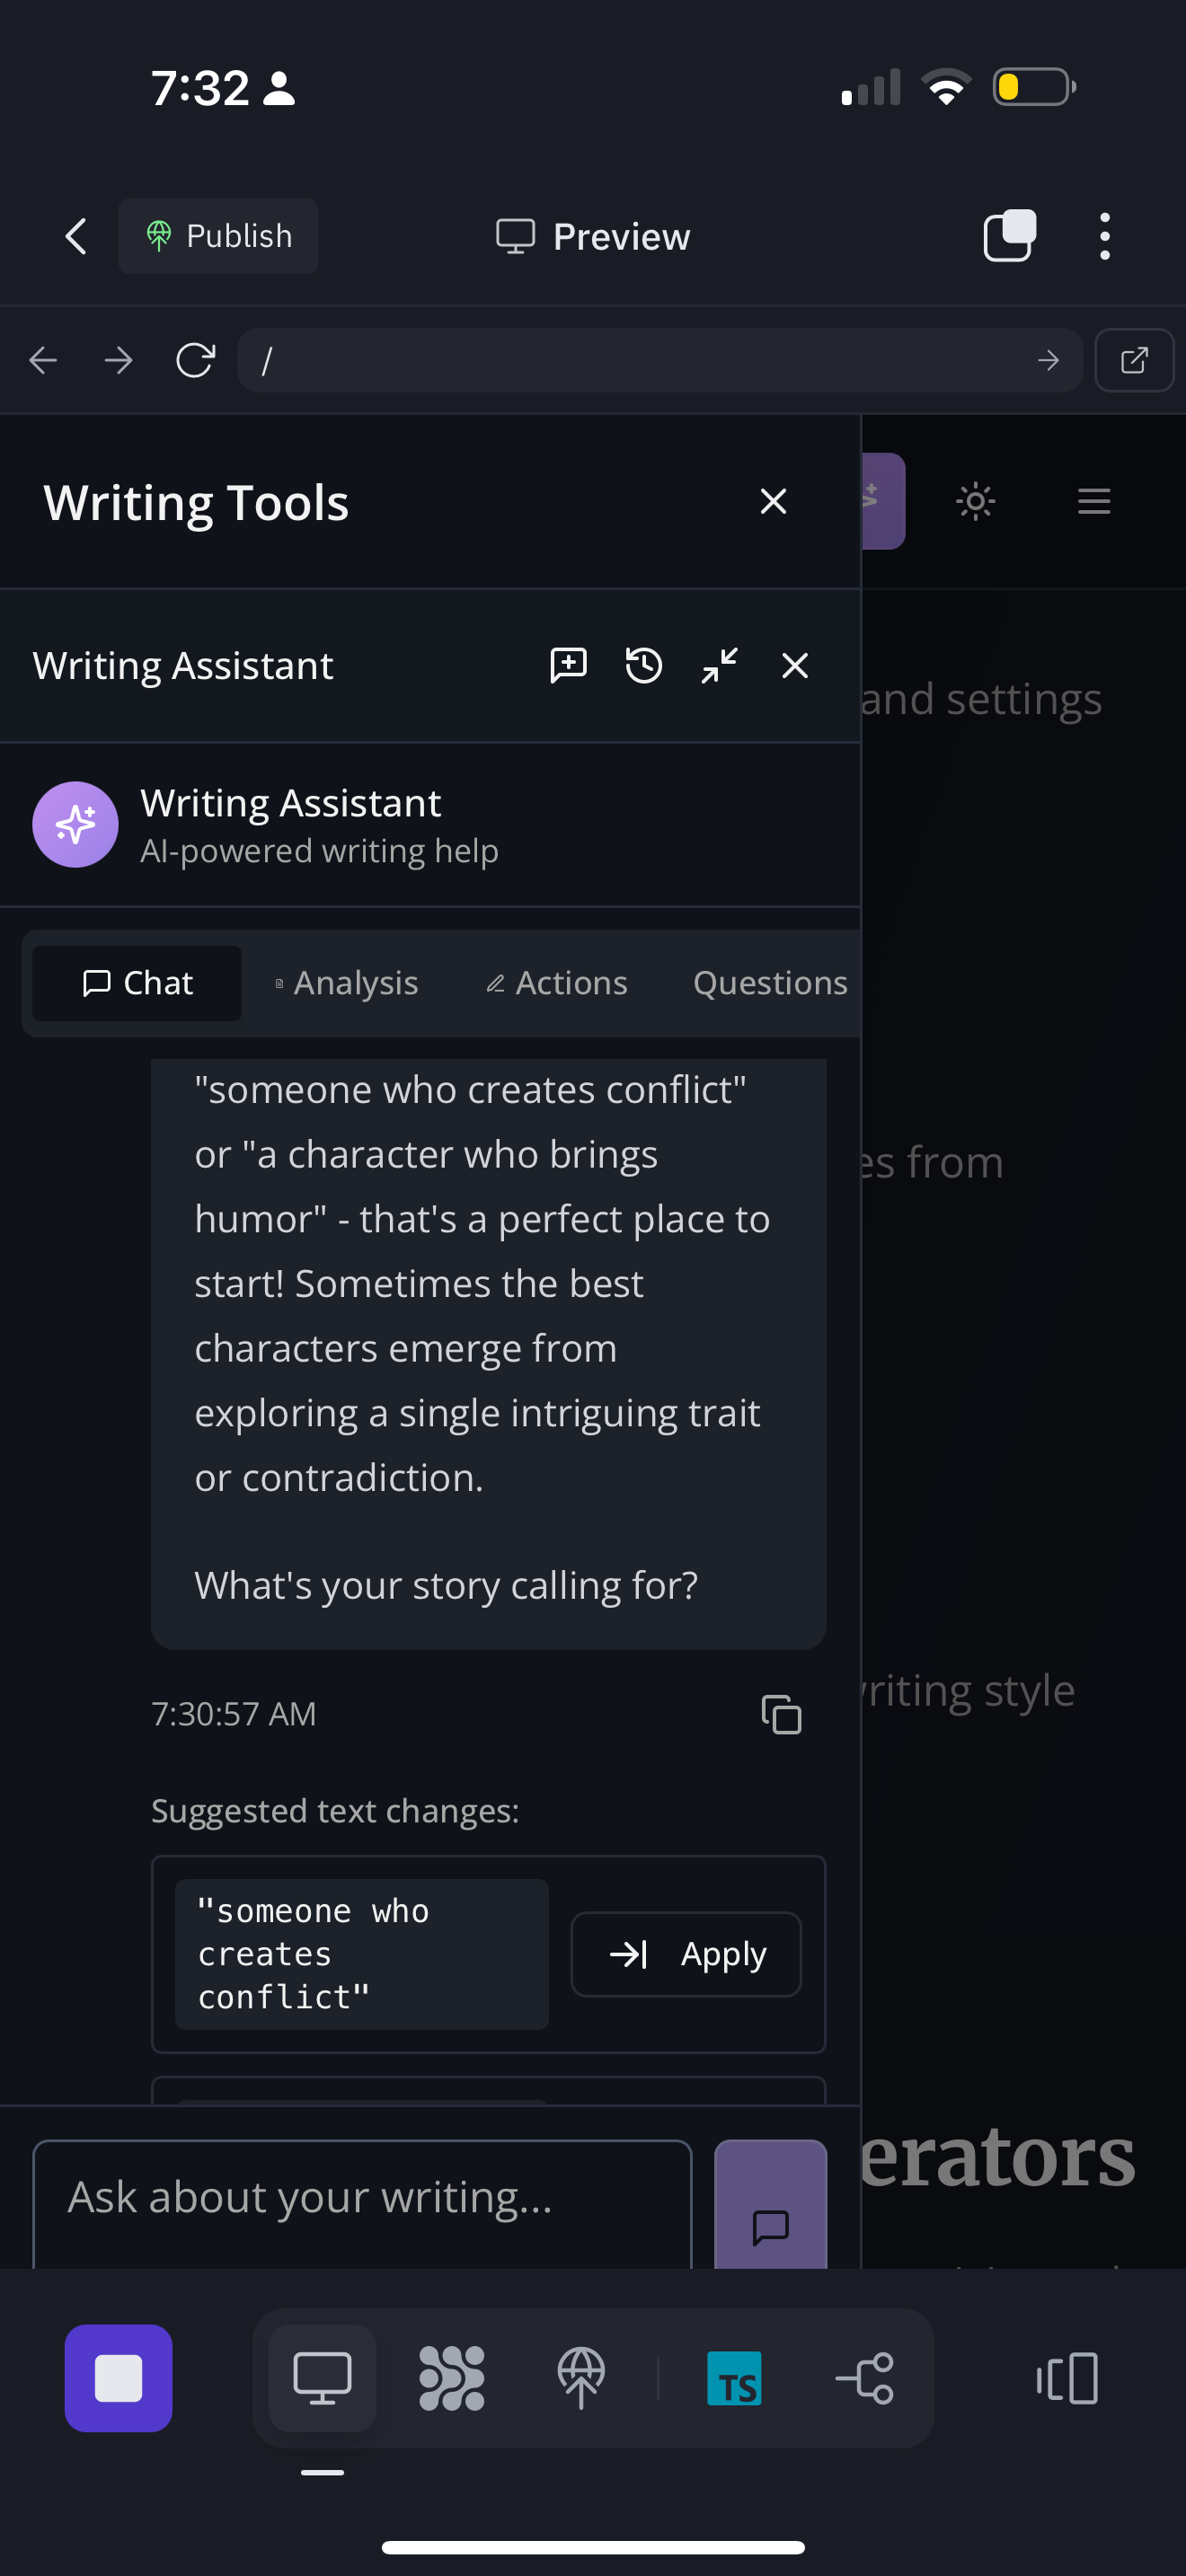 7:32
Publish
Preview
/
Writing Tools
and settings
Writing Assistant
Writing Assistant
AI-powered writing help
Chat
Analysis
Actions
Questions
"someone who creates conflict"
or "a character who brings
humor" - that's a perfect place to
start! Sometimes the best
characters emerge from
exploring a single intriguing trait
or contradiction.
What's your story calling for?
from
style
7:30:57 AM
Suggested text changes:
"someone who
creates
conflict"
Apply
Ask about your writing...
TS